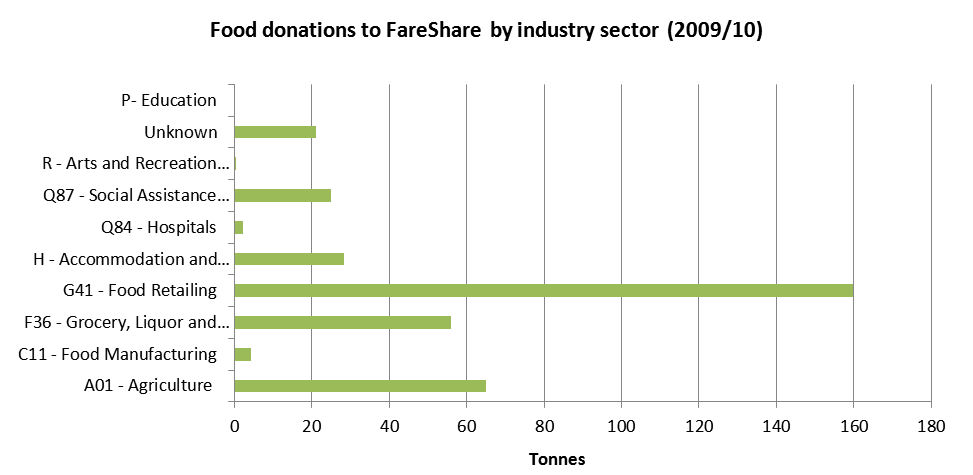 Food donations to FareShare by industry sector (2009/10)
P- Education
Unknown
R - Arts and Recreation...
Q87 - Social Assistance...
Q84 - Hospitals
H - Accommodation and...
G41 - Food Retailing
F36 - Grocery, Liquor and...
C11 - Food Manufacturing
A01 - Agriculture
0 20 40 60 80 100 120 140 160 180
Tonnes